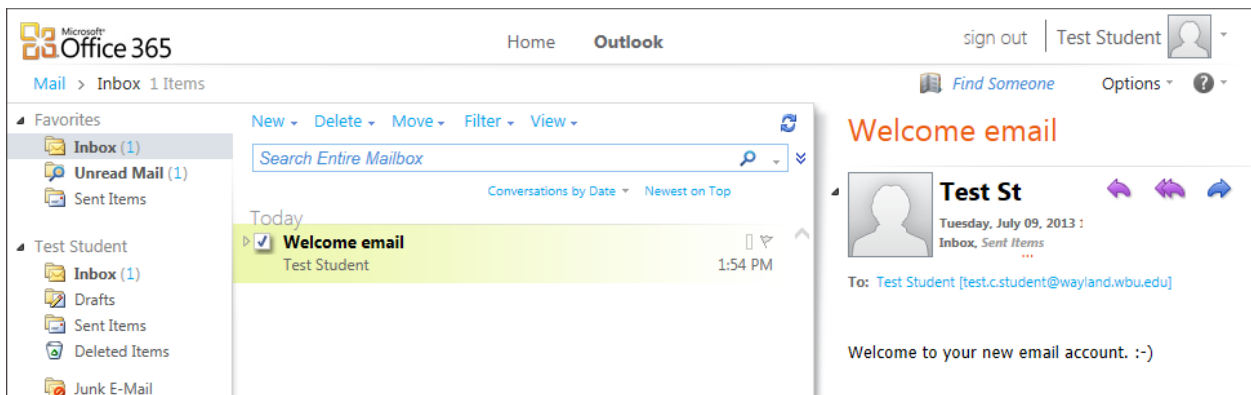 Microsoft®
Office 365
Home Outlook
sign out Test Student
Mail > Inbox 1 Items
Find Someone Options
Favorites
Inbox (1)
Unread Mail (1)
Sent Items
Test Student
Inbox (1)
Drafts
Sent Items
Deleted Items
Junk E-Mail
New Delete Move Filter View
Search Entire Mailbox
Conversations by Date Newest on Top
Today
Welcome email
Test Student 1:54 PM
Welcome email
Test St
Tuesday, July 09, 2013
Inbox, Sent Items
...
To: Test Student [test.c.student@wayland.wbu.edu]
Welcome to your new email account. :-)